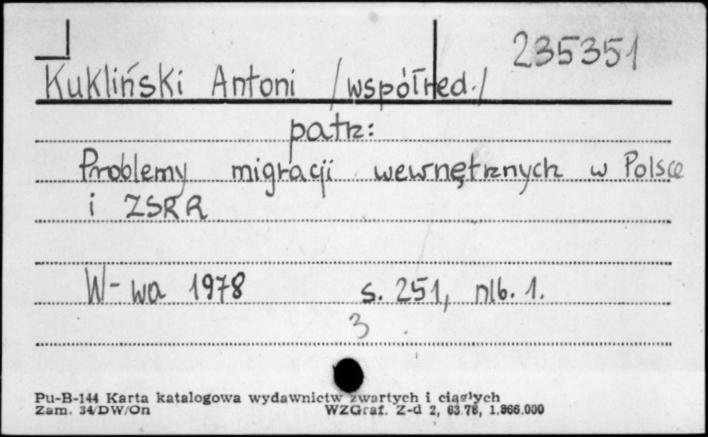 235351
Kukliński Antoni /współred./
patrz:
Problemy migracji wewnętrznych w Polsce
i ZSRR
W-wa 1978 s. 251, nlb. 1.
3
Pu-B-144 Karta katalogowa wydawnictw zwartych i ciągłych
Zam. 34/DW/On WZGraf. Z-d 2, 63.76, 1.866.000